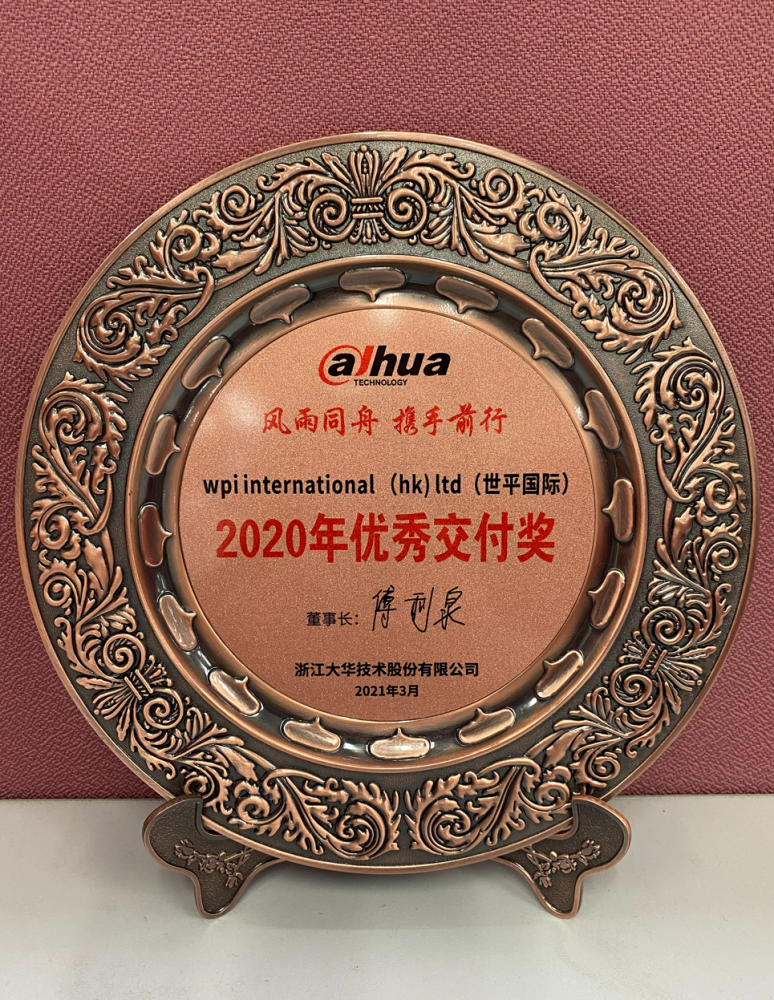 alhua
TECHNOLOGY
风雨同舟 携手前行
wpi international (hk) ltd (世平国际)
2020年优秀交付奖
董事长: 傅利泉
浙江大华技术股份有限公司
2021年3月